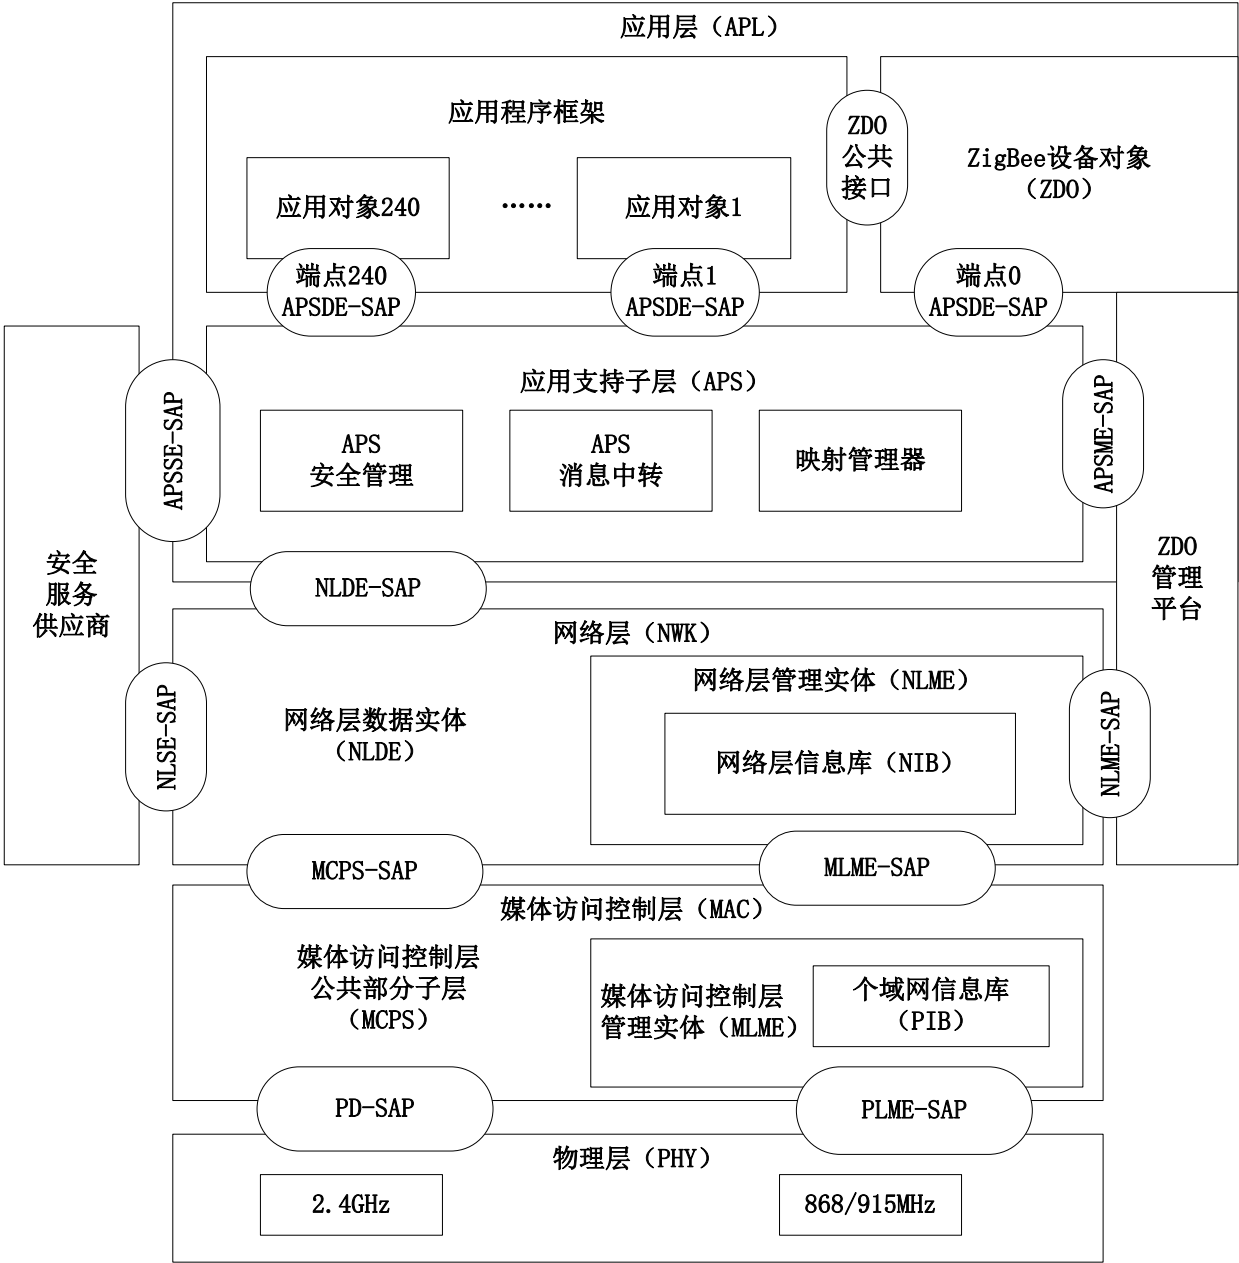 应用层（APL）
应用程序框架
ZDO
公共
接口
ZigBee设备对象
（ZDO）
应用对象240
……
应用对象1
端点240
APSDE-SAP
端点1
APSDE-SAP
端点0
APSDE-SAP
应用支持子层（APS）
APSSE-SAP
APS
安全管理
APS
消息中转
映射管理器
APSME-SAP
安全
服务
供应商
ZDO
管理
平台
NLDE-SAP
网络层（NWK）
NLSE-SAP
网络层数据实体
（NLDE）
网络层管理实体（NLME）
网络层信息库（NIB）
NLME-SAP
MCPS-SAP
MLME-SAP
媒体访问控制层（MAC）
媒体访问控制层
公共部分子层
（MCPS）
媒体访问控制层
管理实体（MLME）
个域网信息库
（PIB）
PD-SAP
PLME-SAP
物理层（PHY）
2.4GHz
868/915MHz